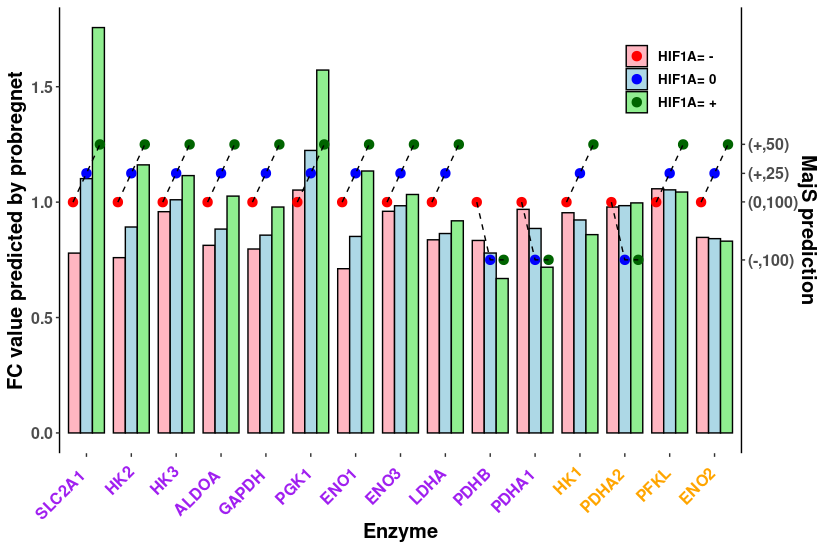 FC value predicted by probregnet
1.5
1.0
0.5
0.0
HIF1A= -
HIF1A= 0
HIF1A= +
(+,50)
(+,25)
(0,100)
(-,100)
MajS prediction
SLC2A1
HK2
HK3
ALDOA
GAPDH
PGK1
ENO1
ENO3
LDHA
PDHB
PDHA1
HK1
PDHA2
PFKL
ENO2
Enzyme